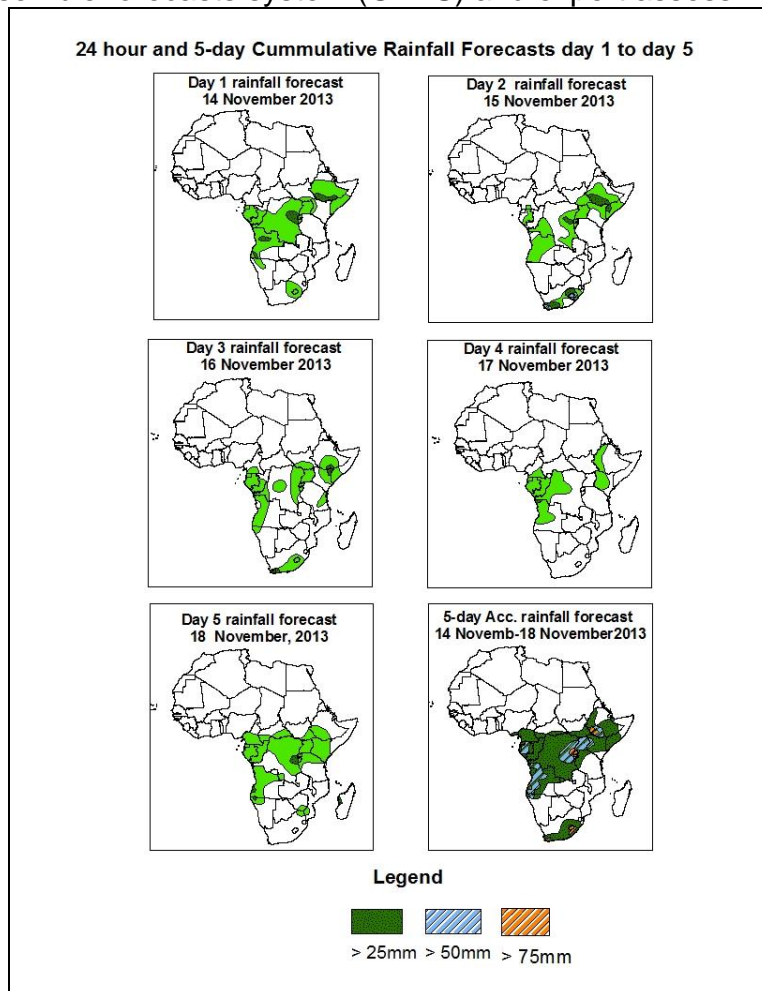 24 hour and 5-day Cummulative Rainfall Forecasts day 1 to day 5
Day 1 rainfall forecast
14 November 2013
Day 2 rainfall forecast
15 November 2013
Day 3 rainfall forecast
16 November 2013
Day 4 rainfall forecast
17 November 2013
Day 5 rainfall forecast
18 November, 2013
5-day Acc. rainfall forecast
14 Novemb-18 November2013
Legend
> 25mm > 50mm > 75mm